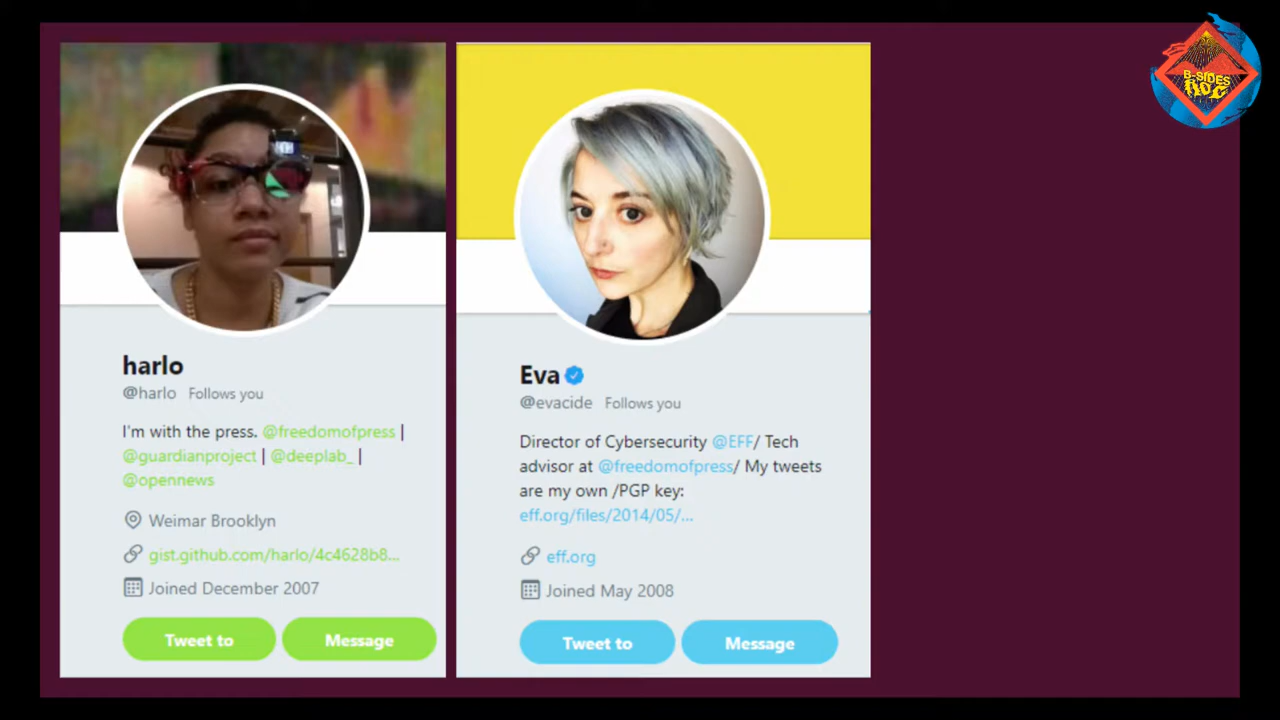 B-SIDES
ROC
harlo
@harlo Follows you
I'm with the press. @freedomofpress |
@guardianproject | @deeplab_ |
@opennews
Weimar Brooklyn
gist.github.com/harlo/4c4628b8...
Joined December 2007
Tweet to
Message
Eva
@evacide Follows you
Director of Cybersecurity @EFF/ Tech
advisor at @freedomofpress/ My tweets
are my own /PGP key:
eff.org/files/2014/05/...
eff.org
Joined May 2008
Tweet to
Message